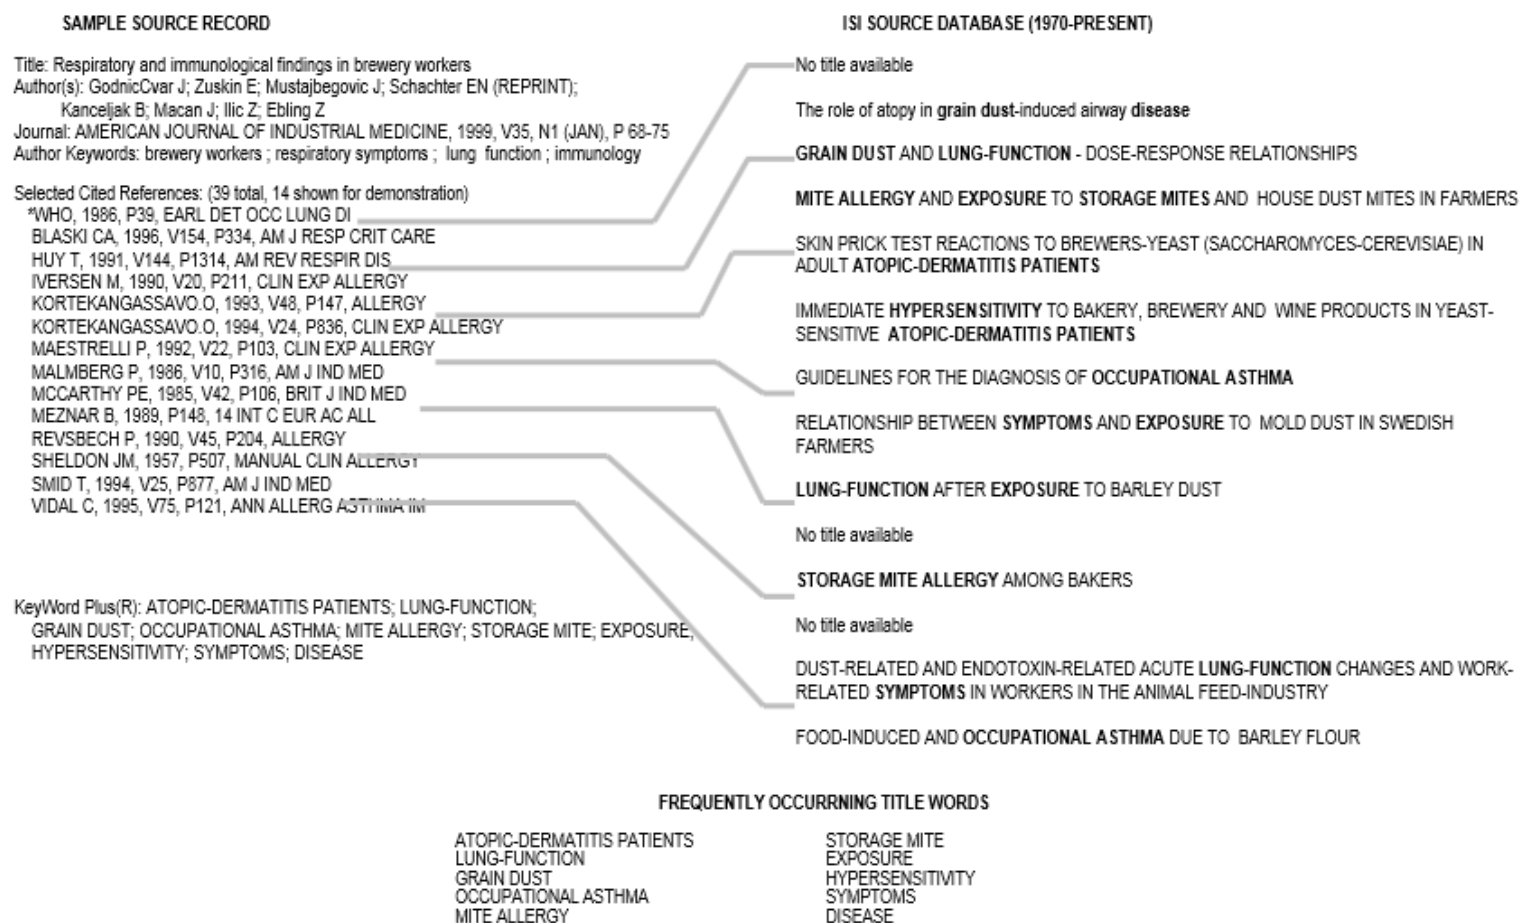 SAMPLE SOURCE RECORD
Title: Respiratory and immunological findings in brewery workers
Author(s): GodnicCvar J; Zuskin E; Mustajbegovic J; Schachter EN (REPRINT);
Kanceljak B; Macan J; Ilic Z; Ebling Z
Journal: AMERICAN JOURNAL OF INDUSTRIAL MEDICINE, 1999, V35, N1 (JAN), P 68-75
Author Keywords: brewery workers ; respiratory symptoms ; lung function ; immunology
Selected Cited References: (39 total, 14 shown for demonstration)
*WHO, 1986, P39, EARL DET OCC LUNG DI
BLASKI CA, 1996, V154, P334, AM J RESP CRIT CARE
HUY T, 1991, V144, P1314, AM REV RESPIR DIS
IVERSEN M, 1990, V20, P211, CLIN EXP ALLERGY
KORTEKANGASSAVO.O, 1993, V48, P147, ALLERGY
KORTEKANGASSAVO.O, 1994, V24, P836, CLIN EXP ALLERGY
MAESTRELLI P, 1992, V22, P103, CLIN EXP ALLERGY
MALMBERG P, 1986, V10, P316, AM J IND MED
MCCARTHY PE, 1985, V42, P106, BRIT J IND MED
MEZNAR B, 1989, P148, 14 INT C EUR AC ALL
REVSBECH P, 1990, V45, P204, ALLERGY
SHELDON JM, 1957, P507, MANUAL CLIN ALLERGY
SMID T, 1994, V25, P877, AM J IND MED
VIDAL C, 1995, V75, P121, ANN ALLERG ASTHMA IM
KeyWord Plus(R): ATOPIC-DERMATITIS PATIENTS; LUNG-FUNCTION;
GRAIN DUST; OCCUPATIONAL ASTHMA; MITE ALLERGY; STORAGE MITE; EXPOSURE;
HYPERSENSITIVITY; SYMPTOMS; DISEASE
ISI SOURCE DATABASE (1970-PRESENT)
No title available
The role of atopy in grain dust-induced airway disease
GRAIN DUST AND LUNG-FUNCTION - DOSE-RESPONSE RELATIONSHIPS
MITE ALLERGY AND EXPOSURE TO STORAGE MITES AND HOUSE DUST MITES IN FARMERS
SKIN PRICK TEST REACTIONS TO BREWERS-YEAST (SACCHAROMYCES-CEREVISIAE) IN
ADULT ATOPIC-DERMATITIS PATIENTS
IMMEDIATE HYPERSENSITIVITY TO BAKERY, BREWERY AND WINE PRODUCTS IN YEAST-
SENSITIVE ATOPIC-DERMATITIS PATIENTS
GUIDELINES FOR THE DIAGNOSIS OF OCCUPATIONAL ASTHMA
RELATIONSHIP BETWEEN SYMPTOMS AND EXPOSURE TO MOLD DUST IN SWEDISH
FARMERS
LUNG-FUNCTION AFTER EXPOSURE TO BARLEY DUST
No title available
STORAGE MITE ALLERGY AMONG BAKERS
No title available
DUST-RELATED AND ENDOTOXIN-RELATED ACUTE LUNG-FUNCTION CHANGES AND WORK-
RELATED SYMPTOMS IN WORKERS IN THE ANIMAL FEED-INDUSTRY
FOOD-INDUCED AND OCCUPATIONAL ASTHMA DUE TO BARLEY FLOUR
FREQUENTLY OCCURRNING TITLE WORDS
ATOPIC-DERMATITIS PATIENTS
LUNG-FUNCTION
GRAIN DUST
OCCUPATIONAL ASTHMA
MITE ALLERGY
STORAGE MITE
EXPOSURE
HYPERSENSITIVITY
SYMPTOMS
DISEASE